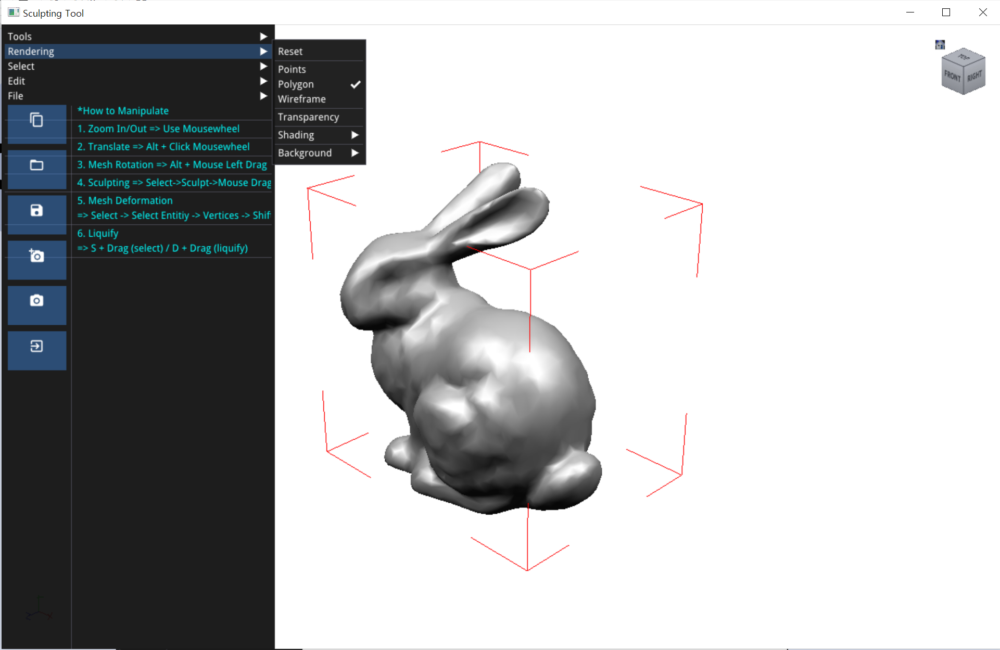 Sculpting Tool
Tools
Rendering
Select
Edit
File
*How to Manipulate
1. Zoom In/Out => Use Mousewheel
2. Translate => Alt + Click Mousewheel
3. Mesh Rotation => Alt + Mouse Left Drag
4. Sculpting => Select->Sculpt->Mouse Drag
5. Mesh Deformation
=> Select -> Select Entitiy -> Vertices -> Shif
6. Liquify
=> S + Drag (select) / D + Drag (liquify)
Reset
Points
Polygon
Wireframe
Transparency
Shading
Background
TOP
FRONT
RIGHT